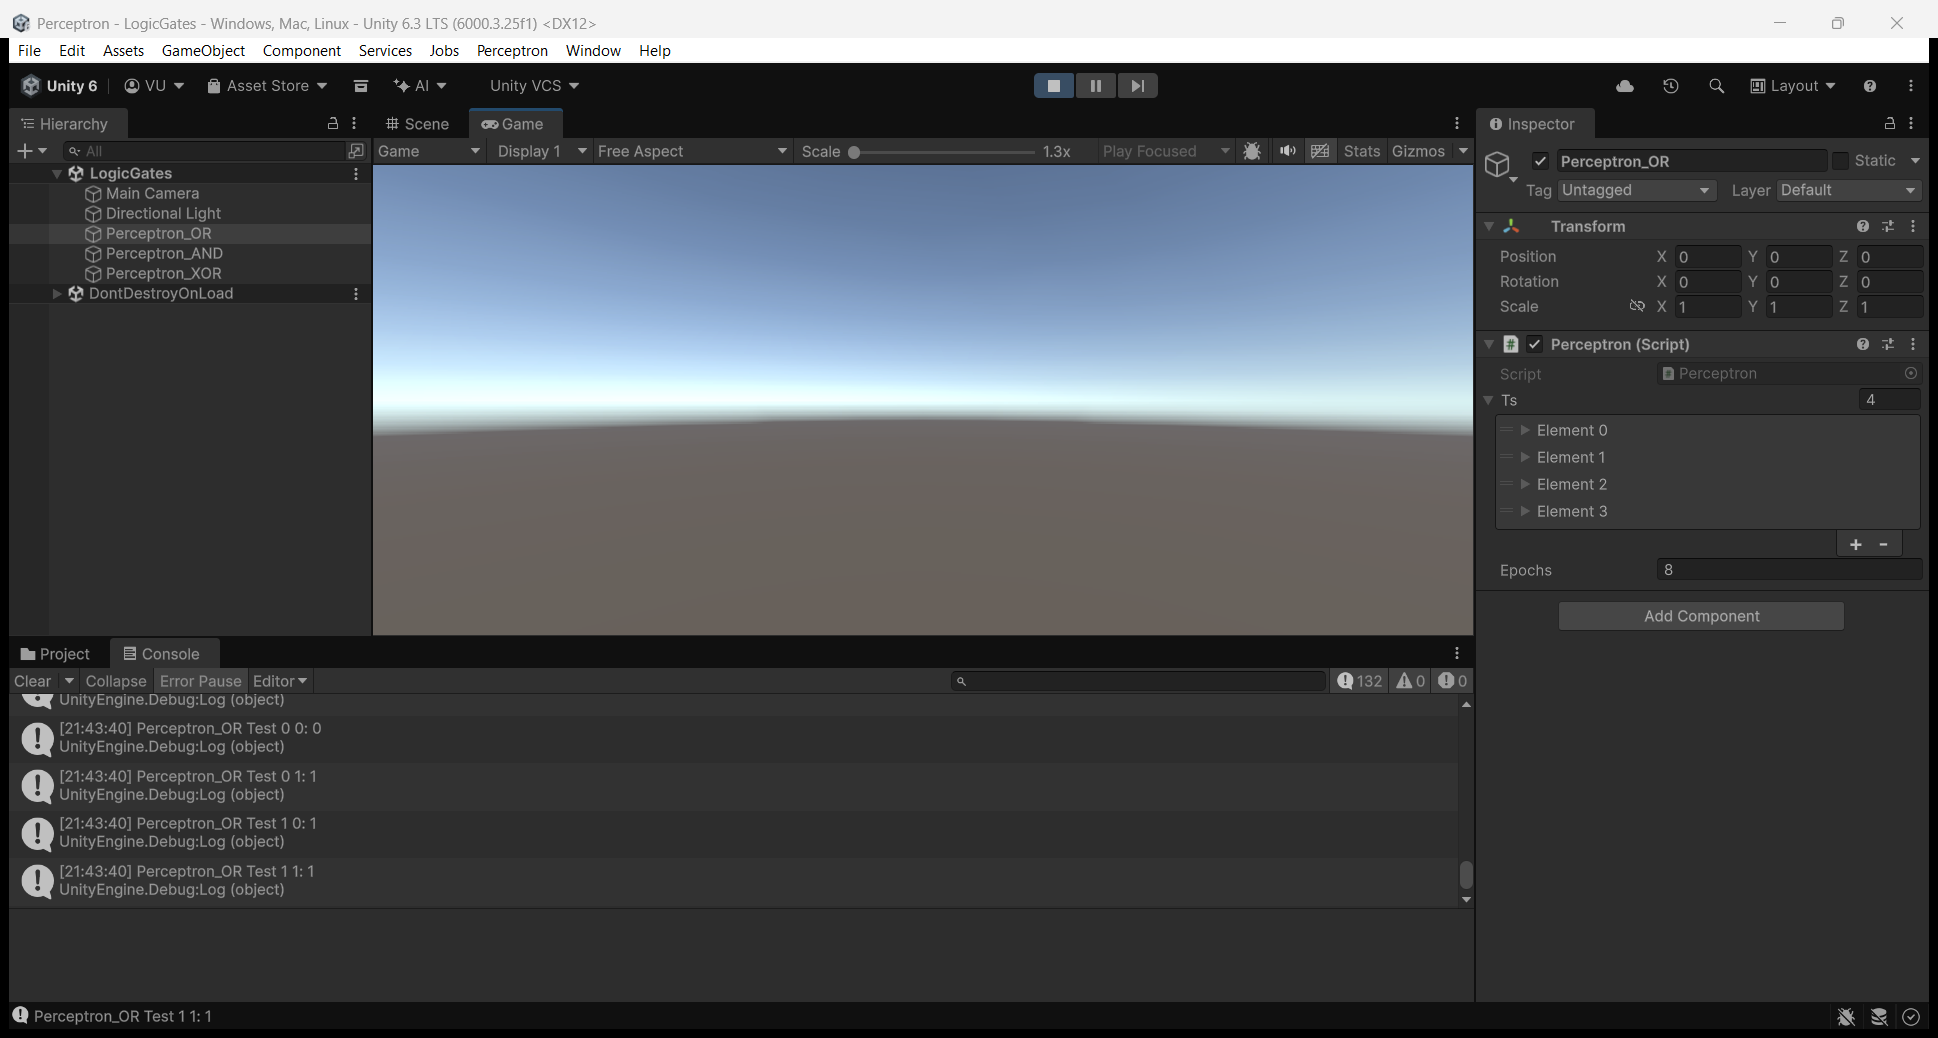 Perceptron - LogicGates - Windows, Mac, Linux - Unity 6.3 LTS (6000.3.25f1) <DX12>
File Edit Assets GameObject Component Services Jobs Perceptron Window Help
Unity 6 VU Asset Store AI Unity VCS Layout
Hierarchy
All
LogicGates
Main Camera
Directional Light
Perceptron_OR
Perceptron_AND
Perceptron_XOR
DontDestroyOnLoad
Scene Game
Game Display 1 Free Aspect Scale 1.3x Play Focused Stats Gizmos
Inspector
Perceptron_OR Static
Tag Untagged Layer Default
Transform
Position X 0 Y 0 Z 0
Rotation X 0 Y 0 Z 0
Scale X 1 Y 1 Z 1
Perceptron (Script)
Script Perceptron
Ts 4
Element 0
Element 1
Element 2
Element 3
+ -
Epochs 8
Add Component
Project Console
Clear Collapse Error Pause Editor 132 0 0
UnityEngine.Debug:Log (object)
[21:43:40] Perceptron_OR Test 0 0: 0
UnityEngine.Debug:Log (object)
[21:43:40] Perceptron_OR Test 0 1: 1
UnityEngine.Debug:Log (object)
[21:43:40] Perceptron_OR Test 1 0: 1
UnityEngine.Debug:Log (object)
[21:43:40] Perceptron_OR Test 1 1: 1
UnityEngine.Debug:Log (object)
Perceptron_OR Test 1 1: 1